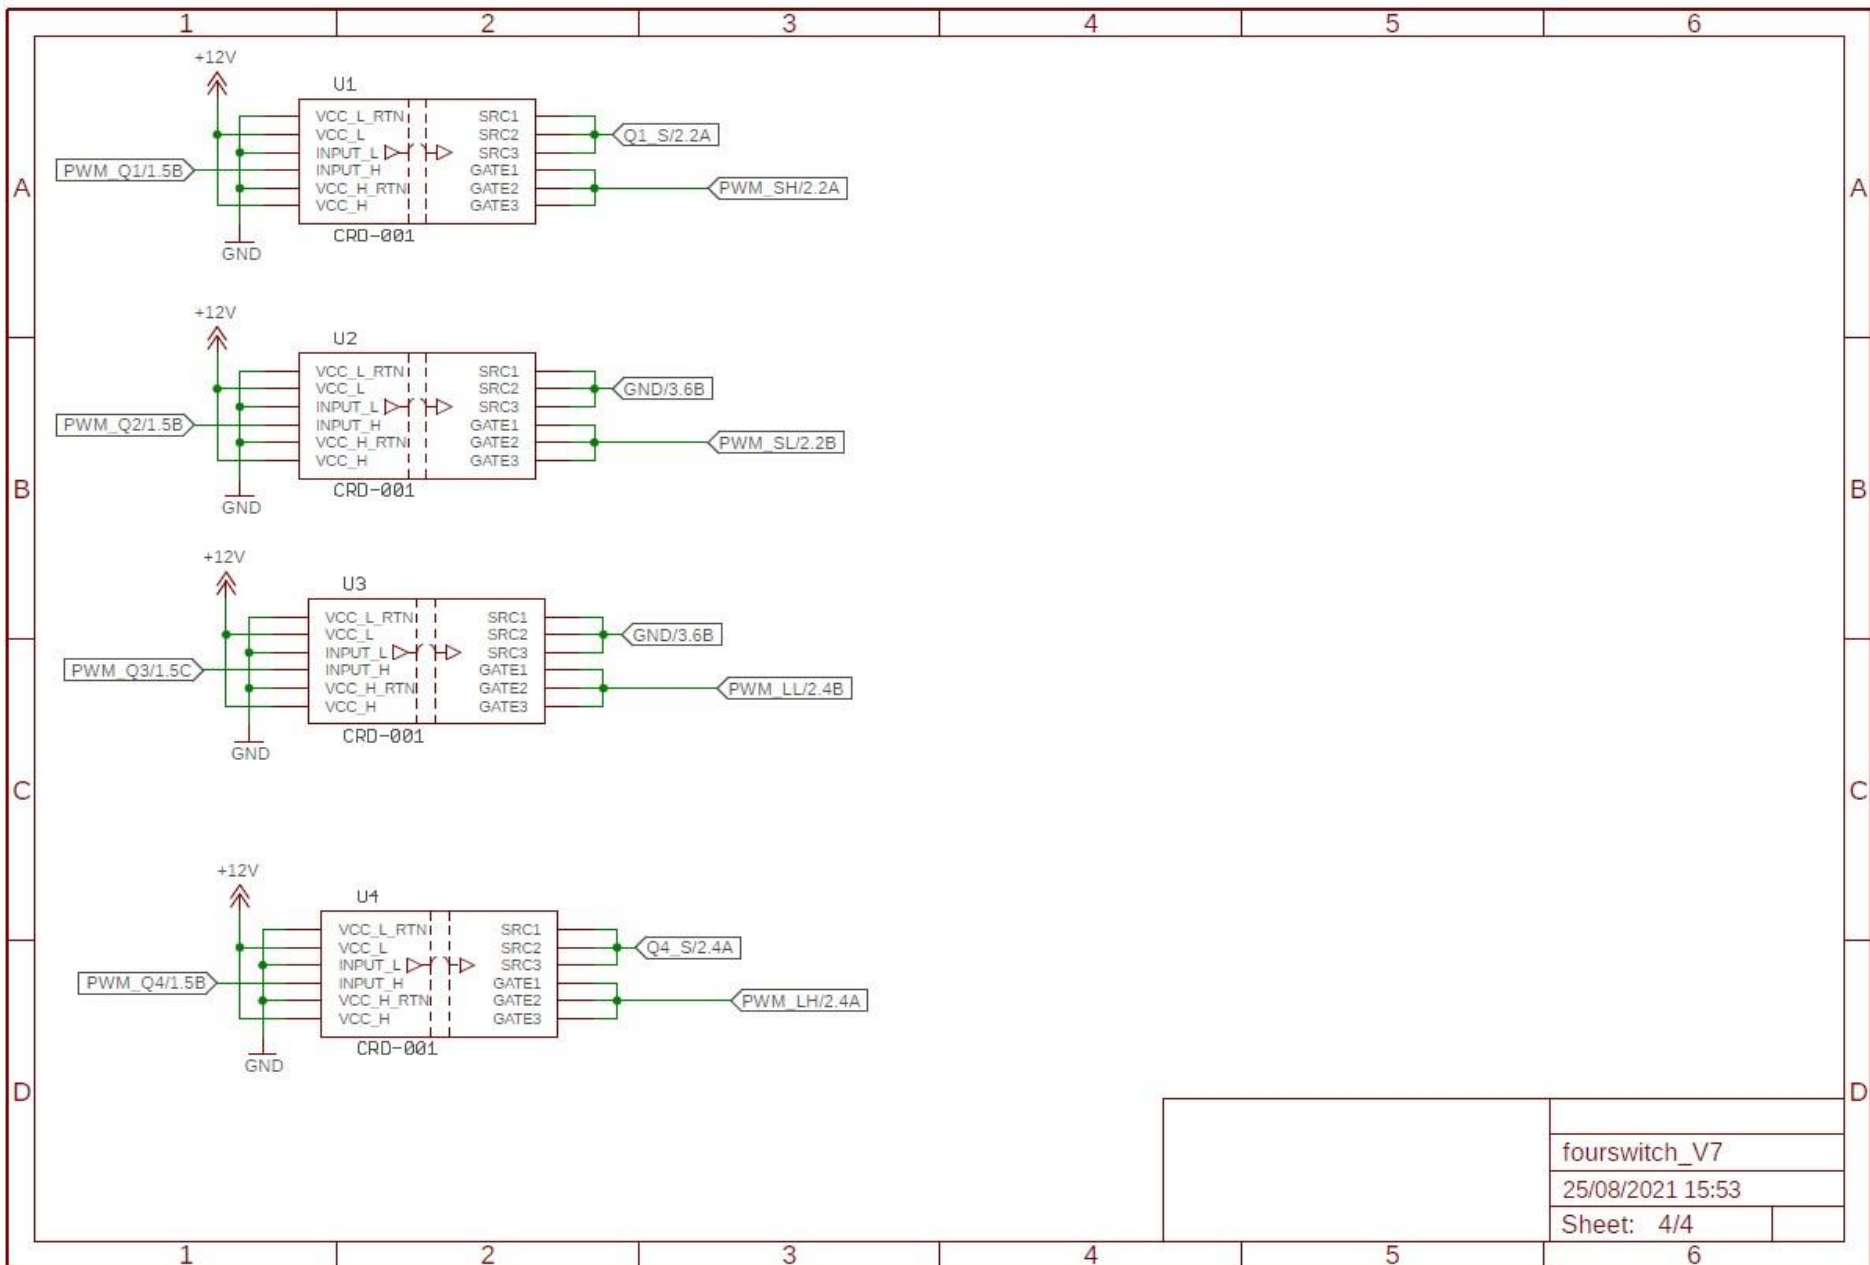 1 2 3 4 5 6
+12V
U1
VCC_L_RTN SRC1
VCC_L SRC2 Q1_S/2.2A
INPUT_L SRC3
PWM_Q1/1.5B INPUT_H GATE1
A VCC_H_RTN GATE2 PWM_SH/2.2A A
VCC_H GATE3
CRD-001
GND
+12V
U2
VCC_L_RTN SRC1
VCC_L SRC2 GND/3.6B
INPUT_L SRC3
PWM_Q2/1.5B INPUT_H GATE1
VCC_H_RTN GATE2 PWM_SL/2.2B
VCC_H GATE3
B CRD-001 B
GND
+12V
U3
VCC_L_RTN SRC1
VCC_L SRC2 GND/3.6B
INPUT_L SRC3
PWM_Q3/1.5C INPUT_H GATE1
VCC_H_RTN GATE2 PWM_LL/2.4B
VCC_H GATE3
CRD-001
GND
C C
+12V
U4
VCC_L_RTN SRC1
VCC_L SRC2 Q4_S/2.4A
INPUT_L SRC3
PWM_Q4/1.5B INPUT_H GATE1
VCC_H_RTN GATE2 PWM_LH/2.4A
VCC_H GATE3
CRD-001
GND
D D
fourswitch_V7
25/08/2021 15:53
Sheet: 4/4
1 2 3 4 5 6